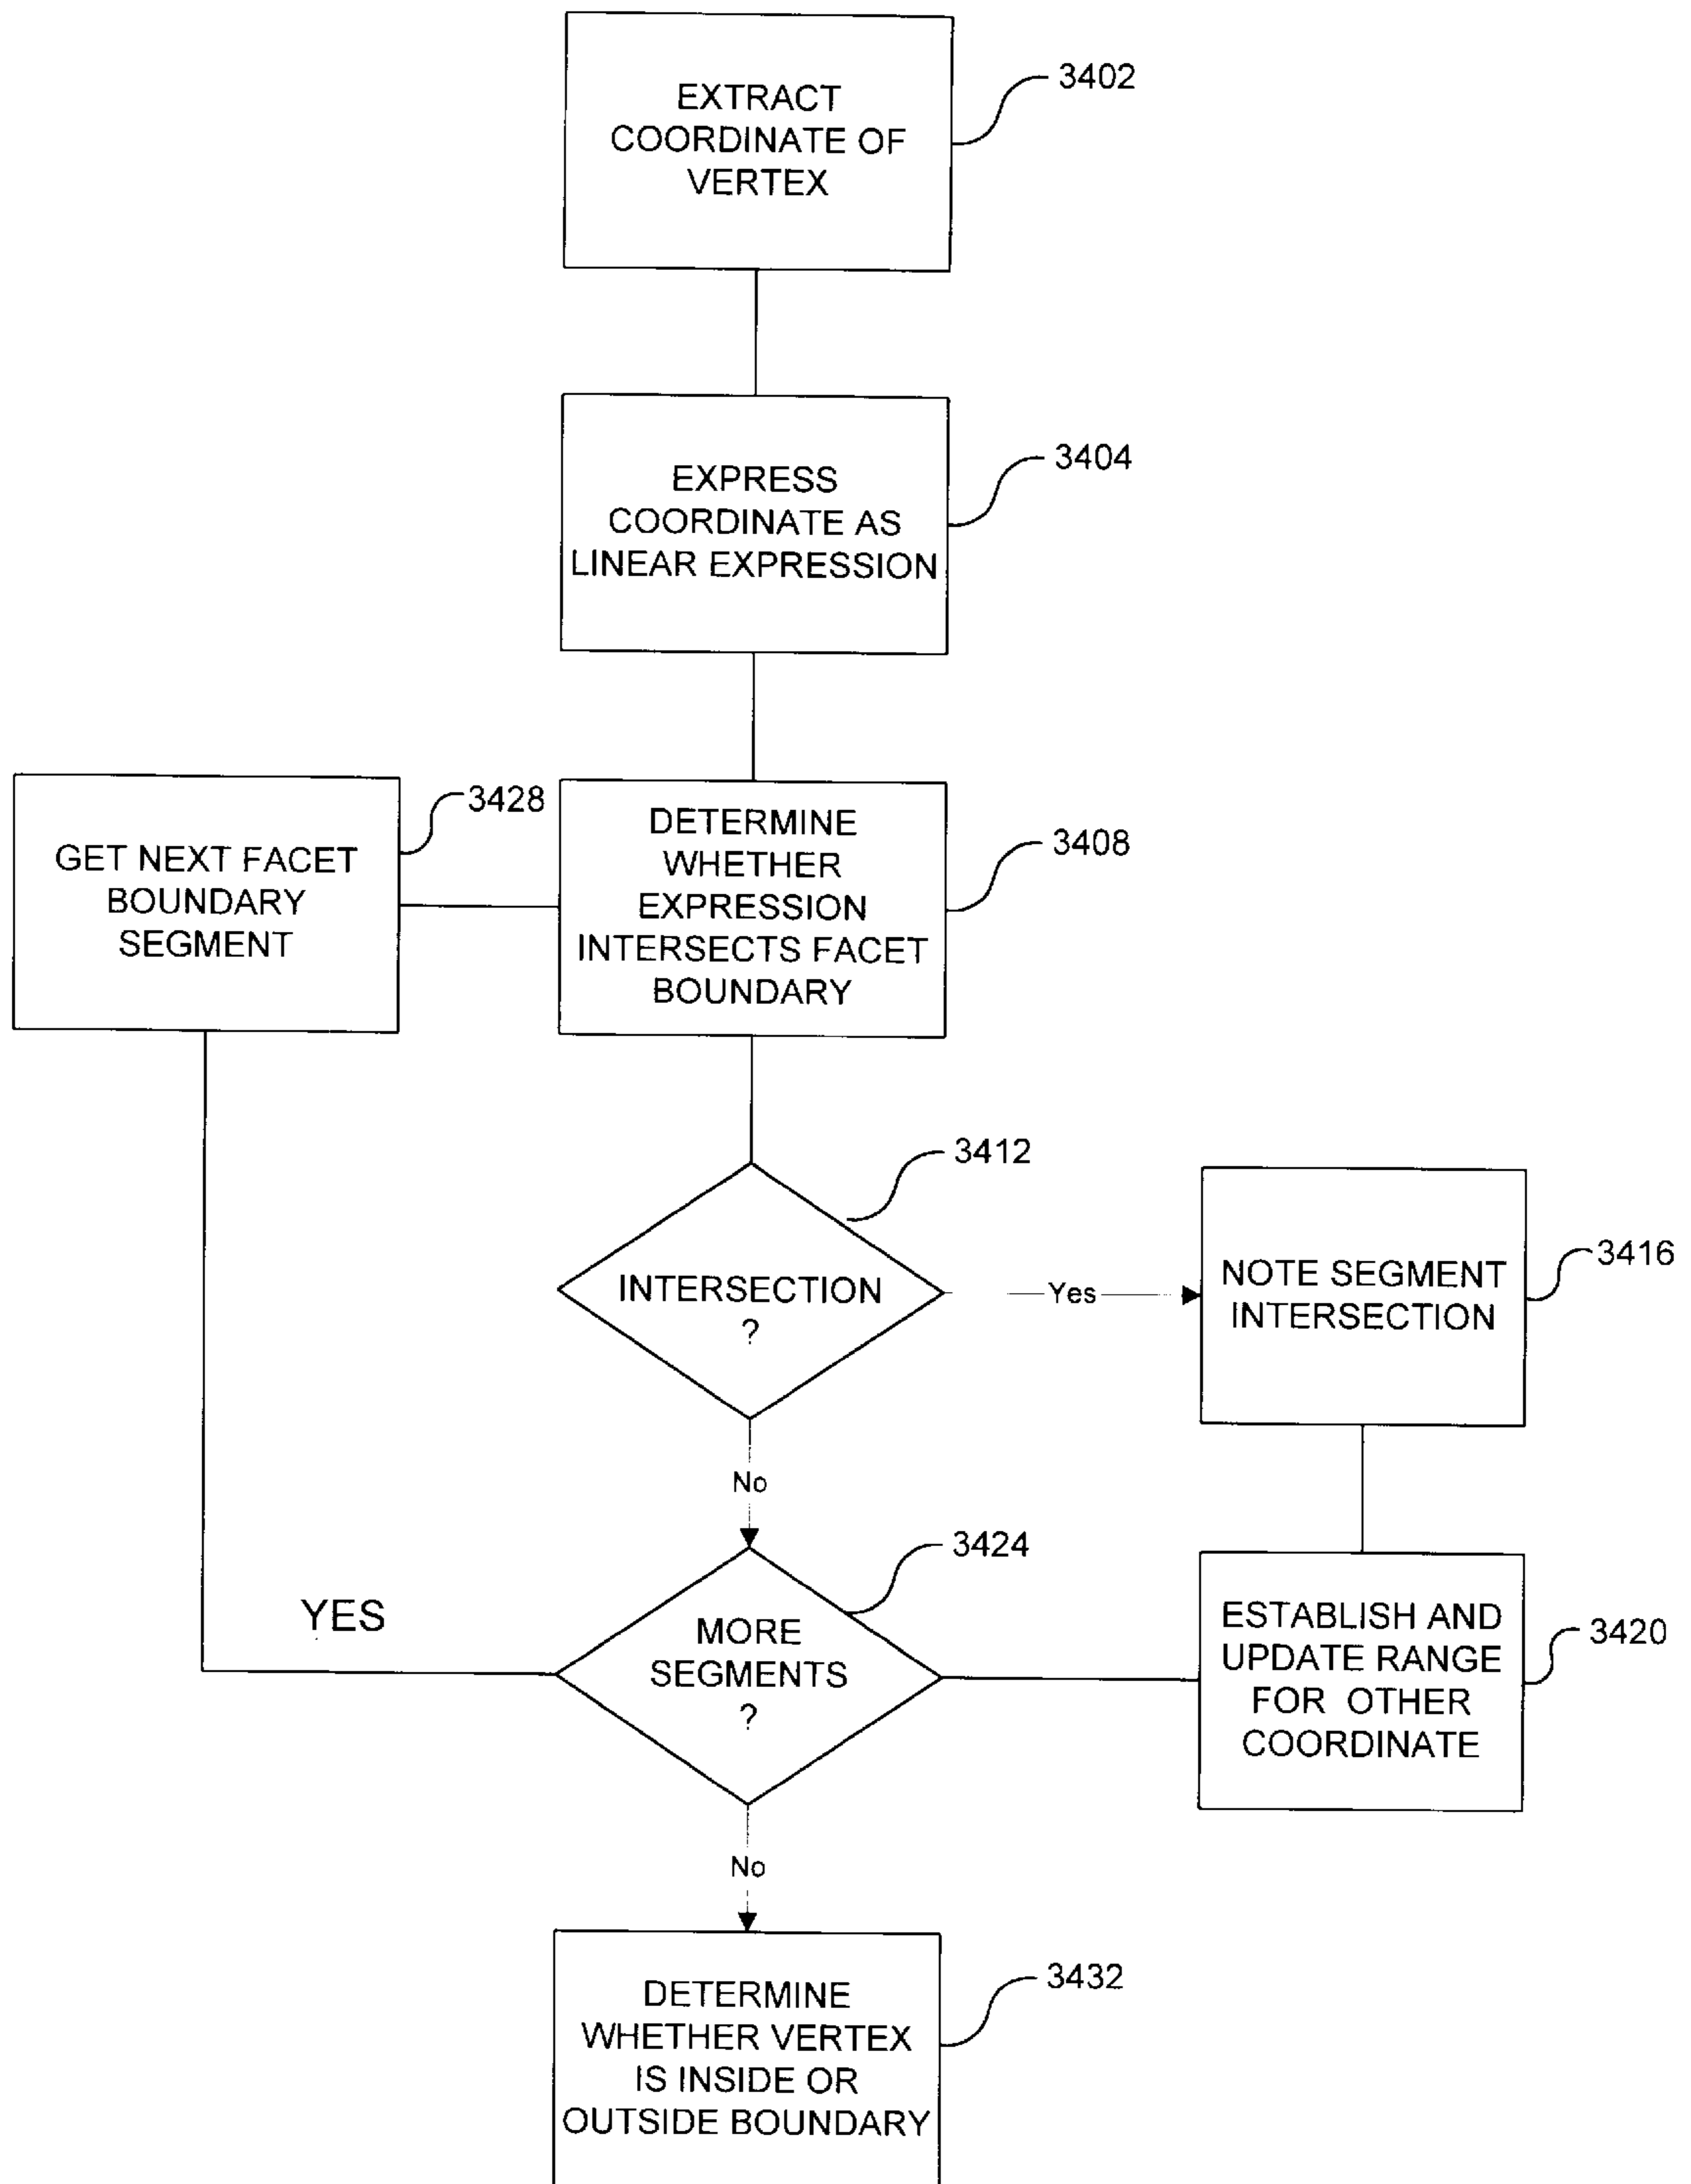 EXTRACT
COORDINATE OF
VERTEX
3402
EXPRESS
COORDINATE AS
LINEAR EXPRESSION
3404
GET NEXT FACET
BOUNDARY
SEGMENT
3428
DETERMINE
WHETHER
EXPRESSION
INTERSECTS FACET
BOUNDARY
3408
INTERSECTION
?
3412
Yes
NOTE SEGMENT
INTERSECTION
3416
No
MORE
SEGMENTS
?
3424
YES
ESTABLISH AND
UPDATE RANGE
FOR OTHER
COORDINATE
3420
No
DETERMINE
WHETHER VERTEX
IS INSIDE OR
OUTSIDE BOUNDARY
3432